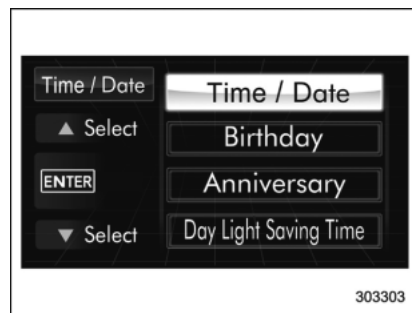 Time / Date
▲ Select
ENTER
▼ Select
Time / Date
Birthday
Anniversary
Day Light Saving Time
303303